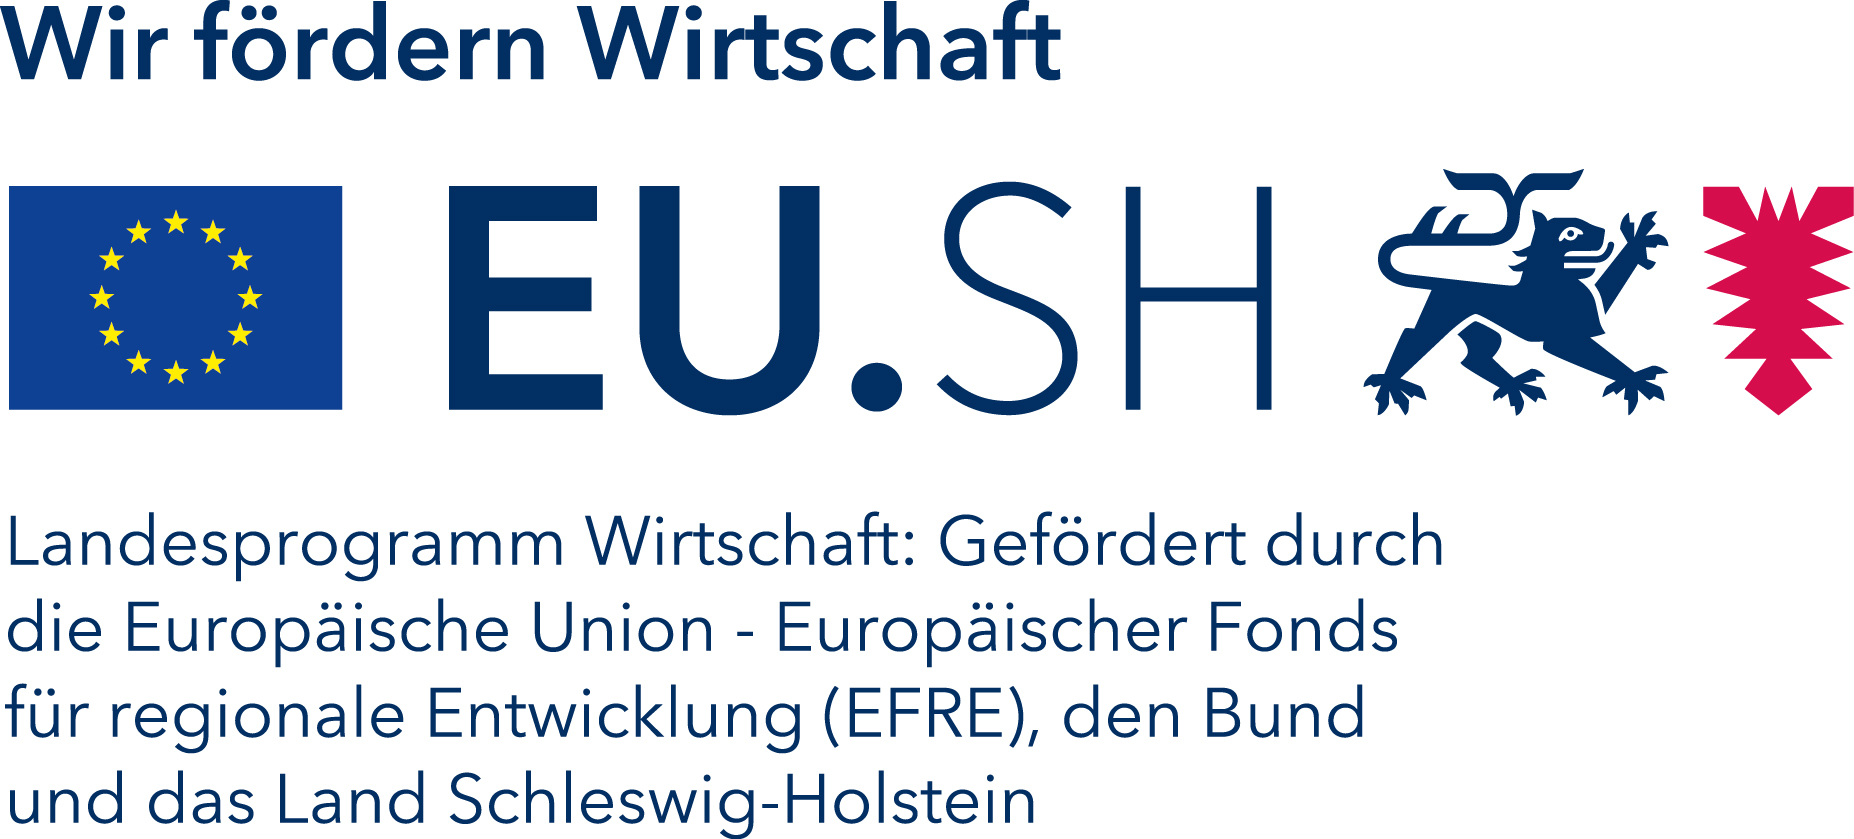 Wir fördern Wirtschaft
EU.SH
Landesprogramm Wirtschaft: Gefördert durch
die Europäische Union - Europäischer Fonds
für regionale Entwicklung (EFRE), den Bund
und das Land Schleswig-Holstein